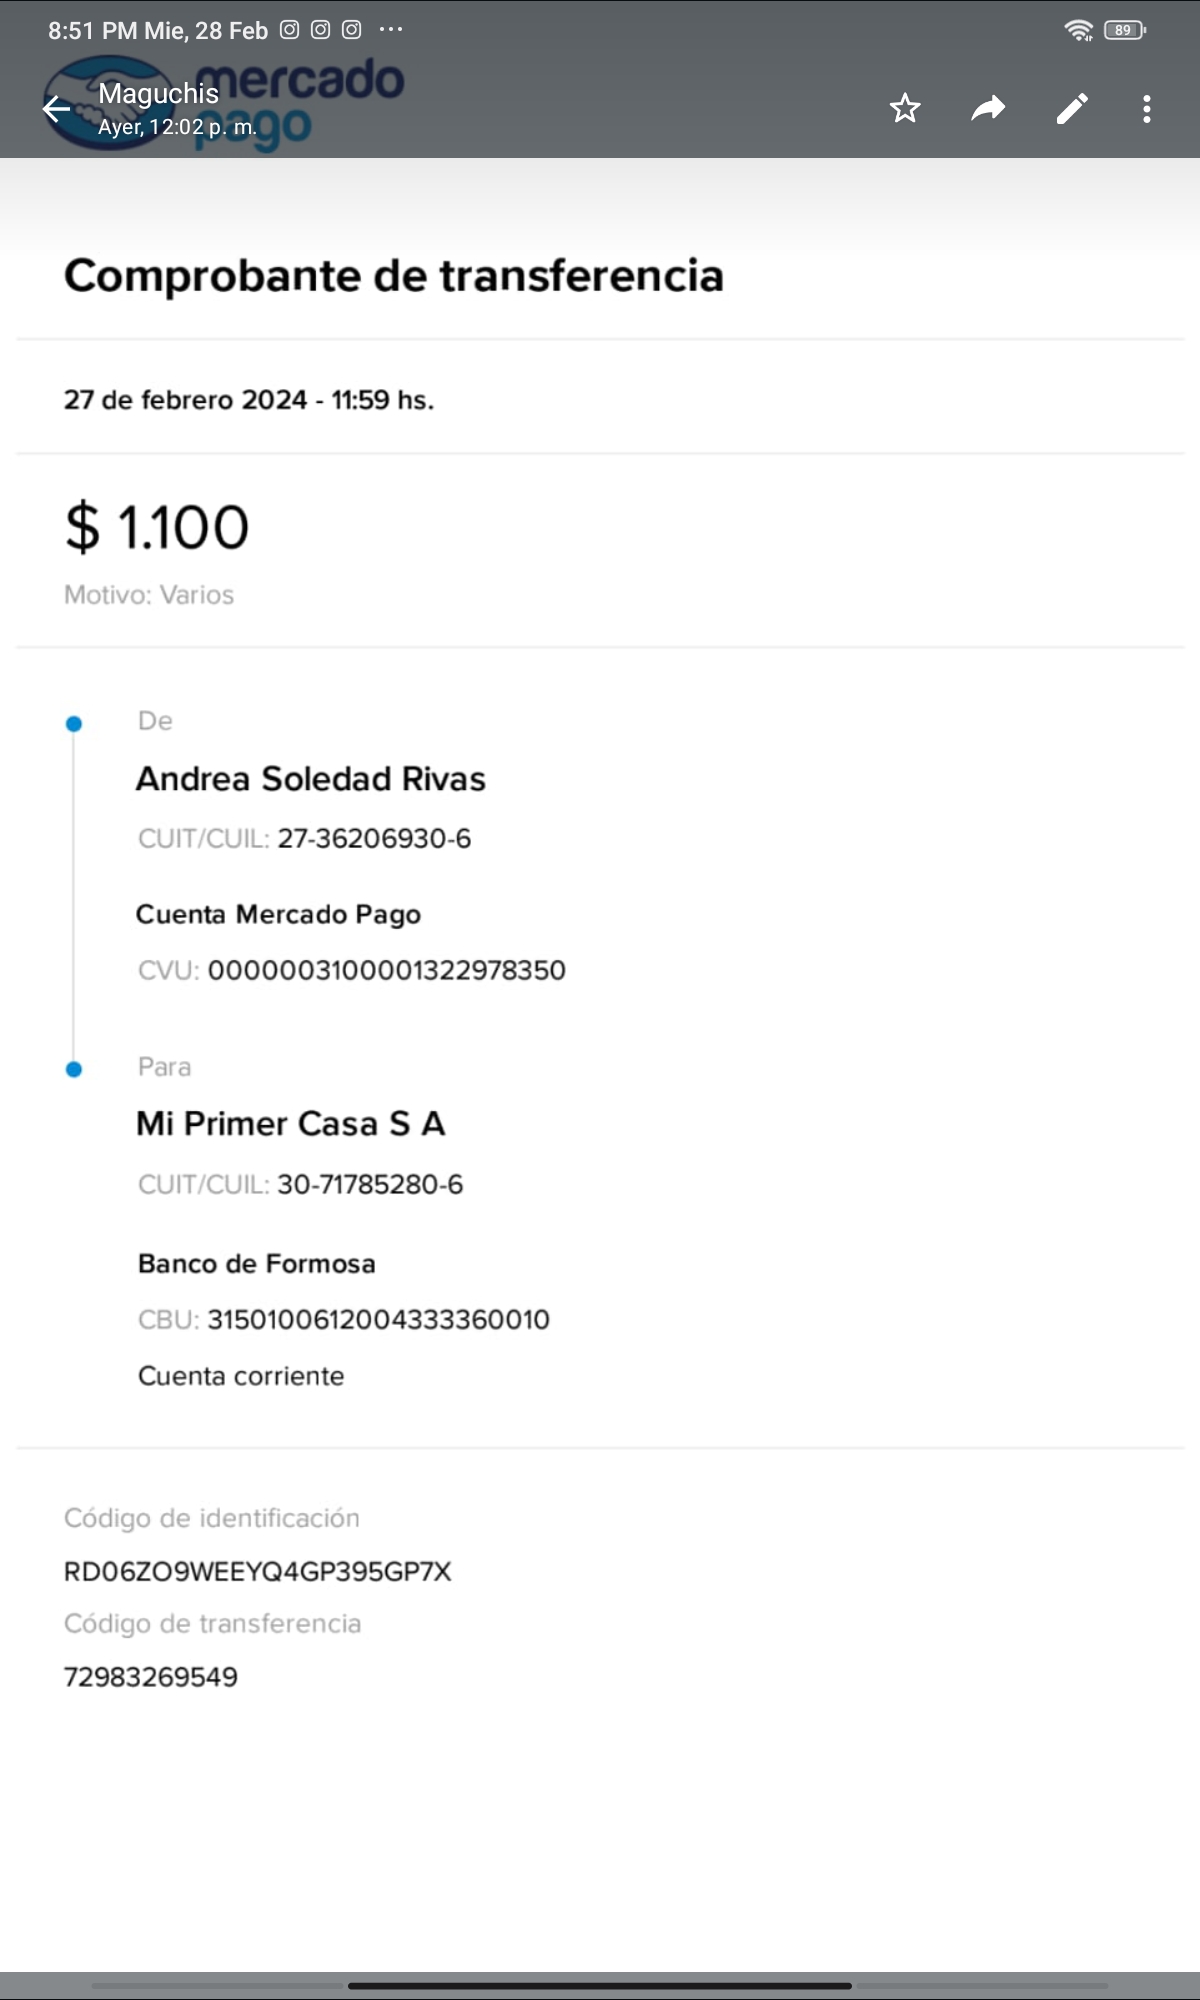 8:51 PM Mie, 28 Feb
89
mercado
pago
Maguchis
Ayer, 12:02 p. m.
Comprobante de transferencia
27 de febrero 2024 - 11:59 hs.
$ 1.100
Motivo: Varios
De
Andrea Soledad Rivas
CUIT/CUIL: 27-36206930-6
Cuenta Mercado Pago
CVU: 0000003100001322978350
Para
Mi Primer Casa S A
CUIT/CUIL: 30-71785280-6
Banco de Formosa
CBU: 3150100612004333360010
Cuenta corriente
Código de identificación
RD06ZO9WEEYQ4GP395GP7X
Código de transferencia
72983269549